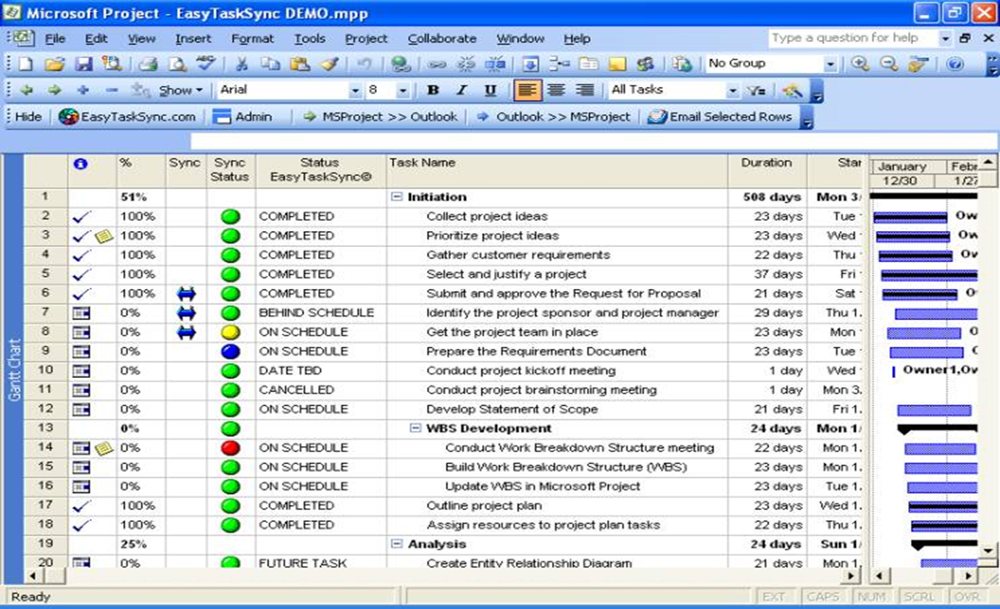 Microsoft Project - EasyTaskSync DEMO.mpp
File Edit View Insert Format Tools Project Collaborate Window Help Type a question for help
No Group
Show Arial 8 B I U All Tasks
Hide EasyTaskSync.com Admin MSProject >> Outlook Outlook >> MSProject Email Selected Rows
% Sync Sync Status Status EasyTaskSync® Task Name Duration Star January Febr
12/30 1/27
1 51% Initiation 508 days Mon 3/
2 100% COMPLETED Collect project ideas 23 days Tue Ow
3 100% COMPLETED Prioritize project ideas 23 days Wed Ow
4 100% COMPLETED Gather customer requirements 22 days Thu Ov
5 100% COMPLETED Select and justify a project 37 days Fri
6 100% COMPLETED Submit and approve the Request for Proposal 21 days Sat O
7 0% BEHIND SCHEDULE Identify the project sponsor and project manager 29 days Thu 1.
8 0% ON SCHEDULE Get the project team in place 23 days Mon O
9 0% ON SCHEDULE Prepare the Requirements Document 23 days Tue
10 0% DATE TBD Conduct project kickoff meeting 1 day Wed Owner1,Ov
11 0% CANCELLED Conduct project brainstorming meeting 1 day Mon 3.
12 0% ON SCHEDULE Develop Statement of Scope 21 days Fri 1.
13 0% WBS Development 24 days Mon 1/
14 0% ON SCHEDULE Conduct Work Breakdown Structure meeting 22 days Mon 1.
15 0% ON SCHEDULE Build Work Breakdown Structure (WBS) 23 days Mon 1.
16 0% ON SCHEDULE Update WBS in Microsoft Project 23 days Tue 1.
17 100% COMPLETED Outline project plan 23 days Wed 1.
18 100% COMPLETED Assign resources to project plan tasks 22 days Thu 1.
19 25% Analysis 24 days Sun 1/
20 0% FUTURE TASK Create Entity Relationship Diagram 21 days Mon 1.
Gantt Chart
Ready EXT CAPS NUM SCRL OVR